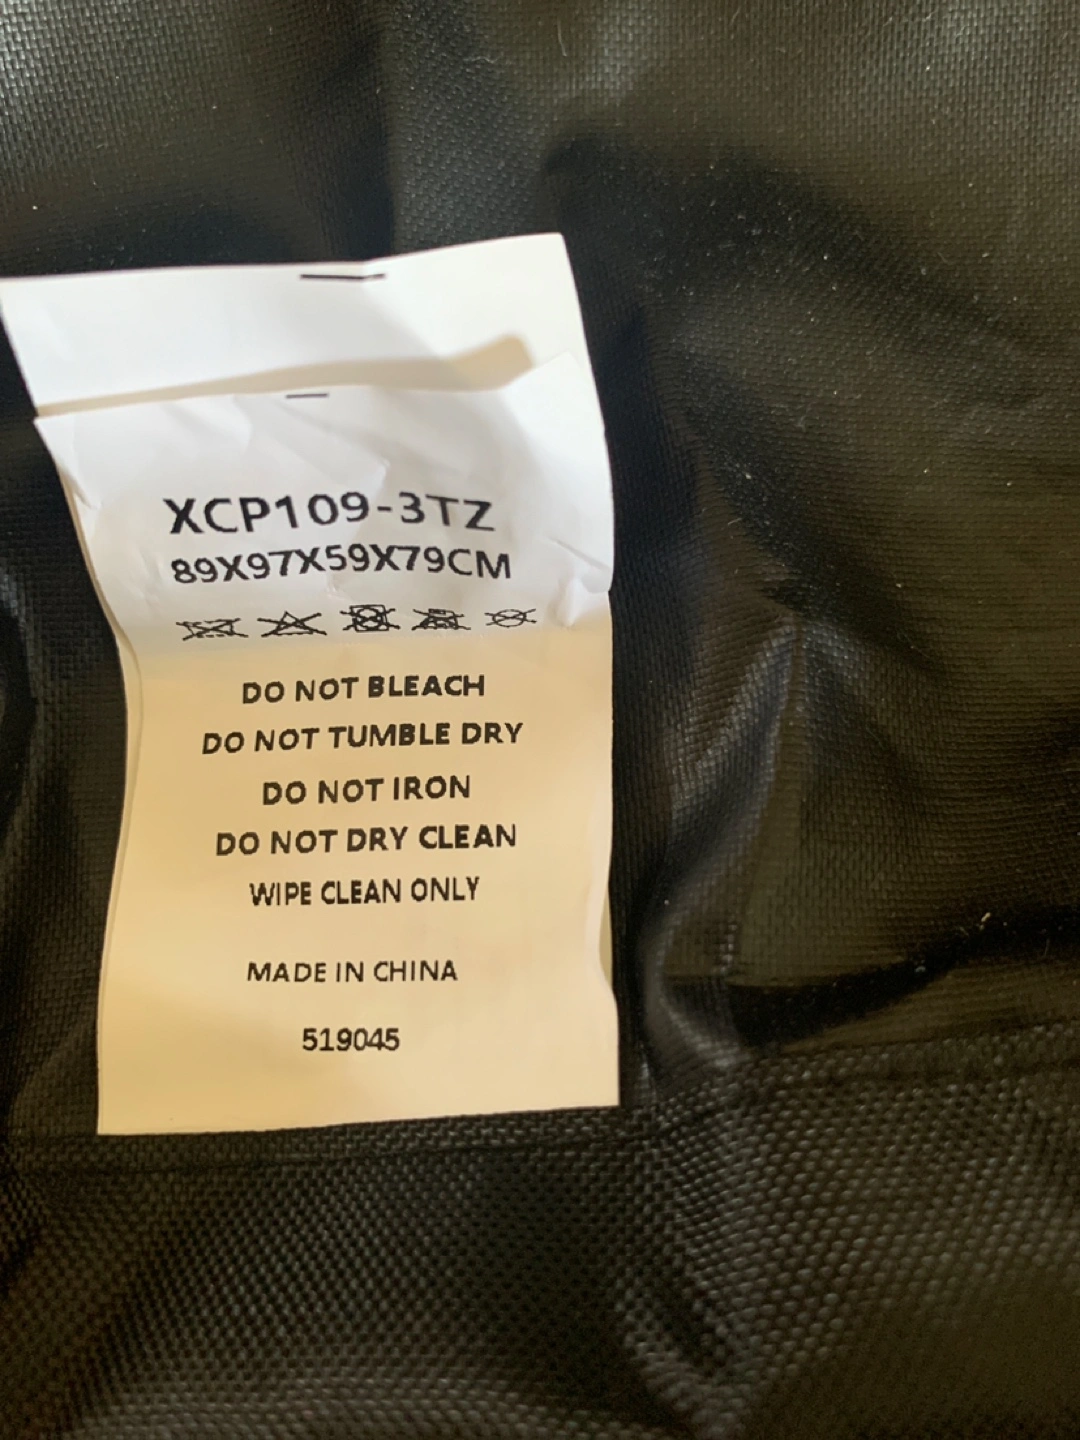 XCP109-3TZ
89X97X59X79CM
DO NOT BLEACH
DO NOT TUMBLE DRY
DO NOT IRON
DO NOT DRY CLEAN
WIPE CLEAN ONLY
MADE IN CHINA
519045